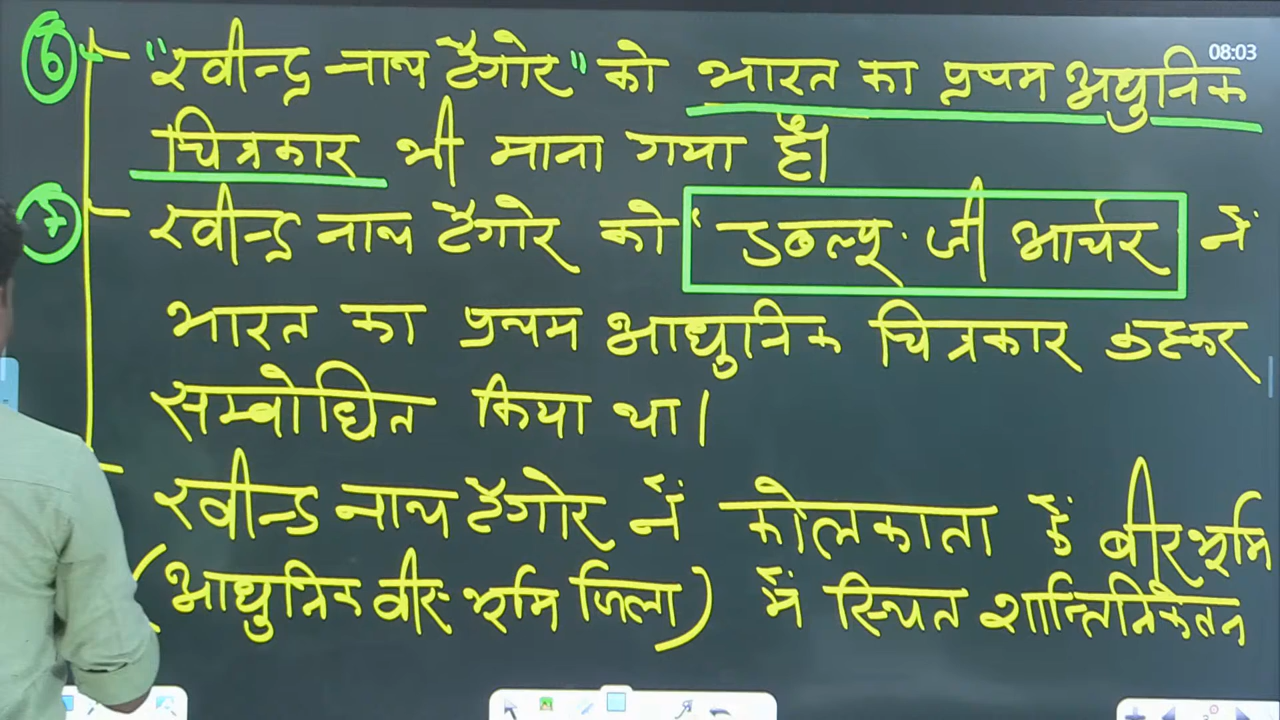 08:03
⑥ "रवीन्द्र नाथ टैगोर" को भारत का प्रथम आधुनिक
चित्रकार भी माना गया है।
⑦ रवीन्द्र नाथ टैगोर को 'डब्ल्यू. जी आर्चर ने
भारत का प्रथम आधुनिक चित्रकार कहकर
सम्बोधित किया था।
रवीन्द्र नाथ टैगोर ने कोलकाता के बीरभूमि
(आधुनिक वीर भूमि जिला) में स्थित शान्तिनिकेतन